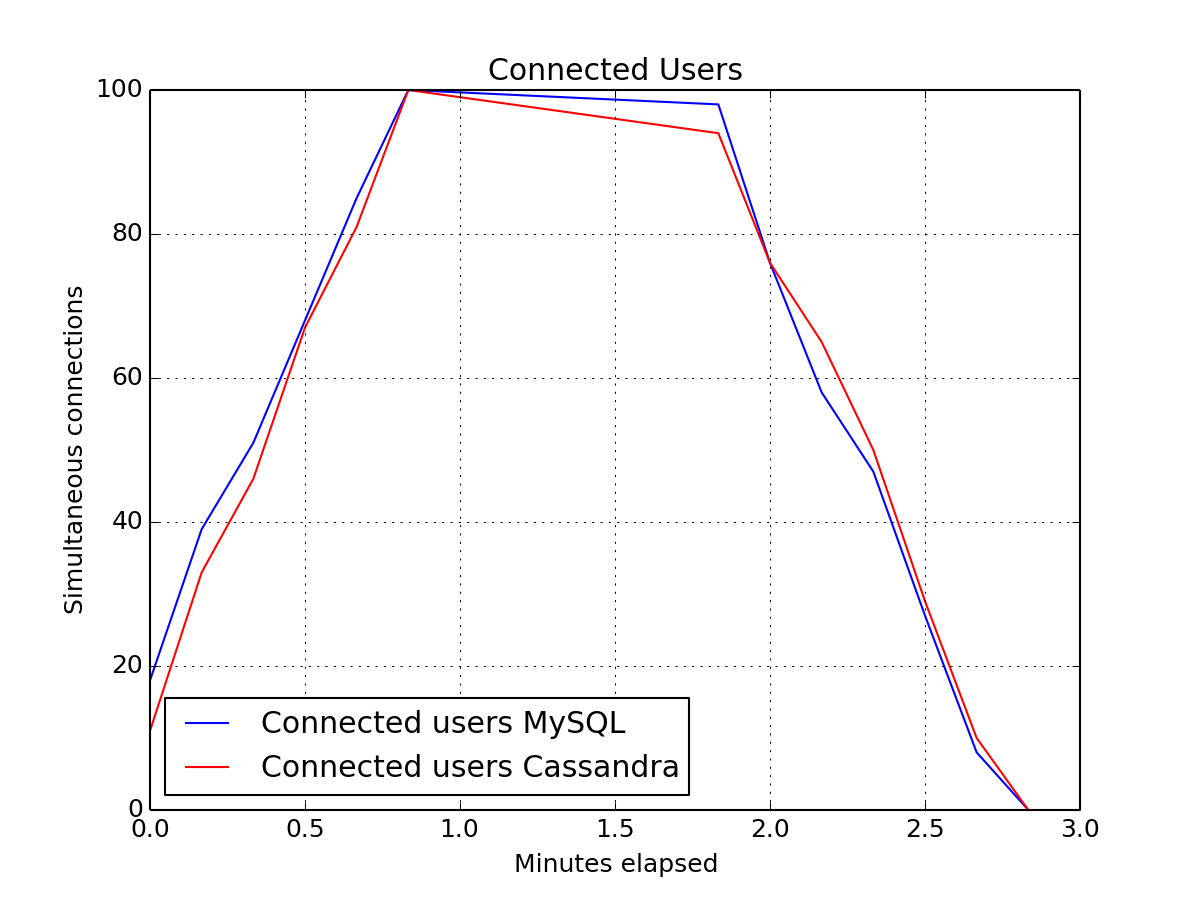 Connected Users
100
80
60
40
20
0
Simultaneous connections
Connected users MySQL
Connected users Cassandra
0.0 0.5 1.0 1.5 2.0 2.5 3.0
Minutes elapsed